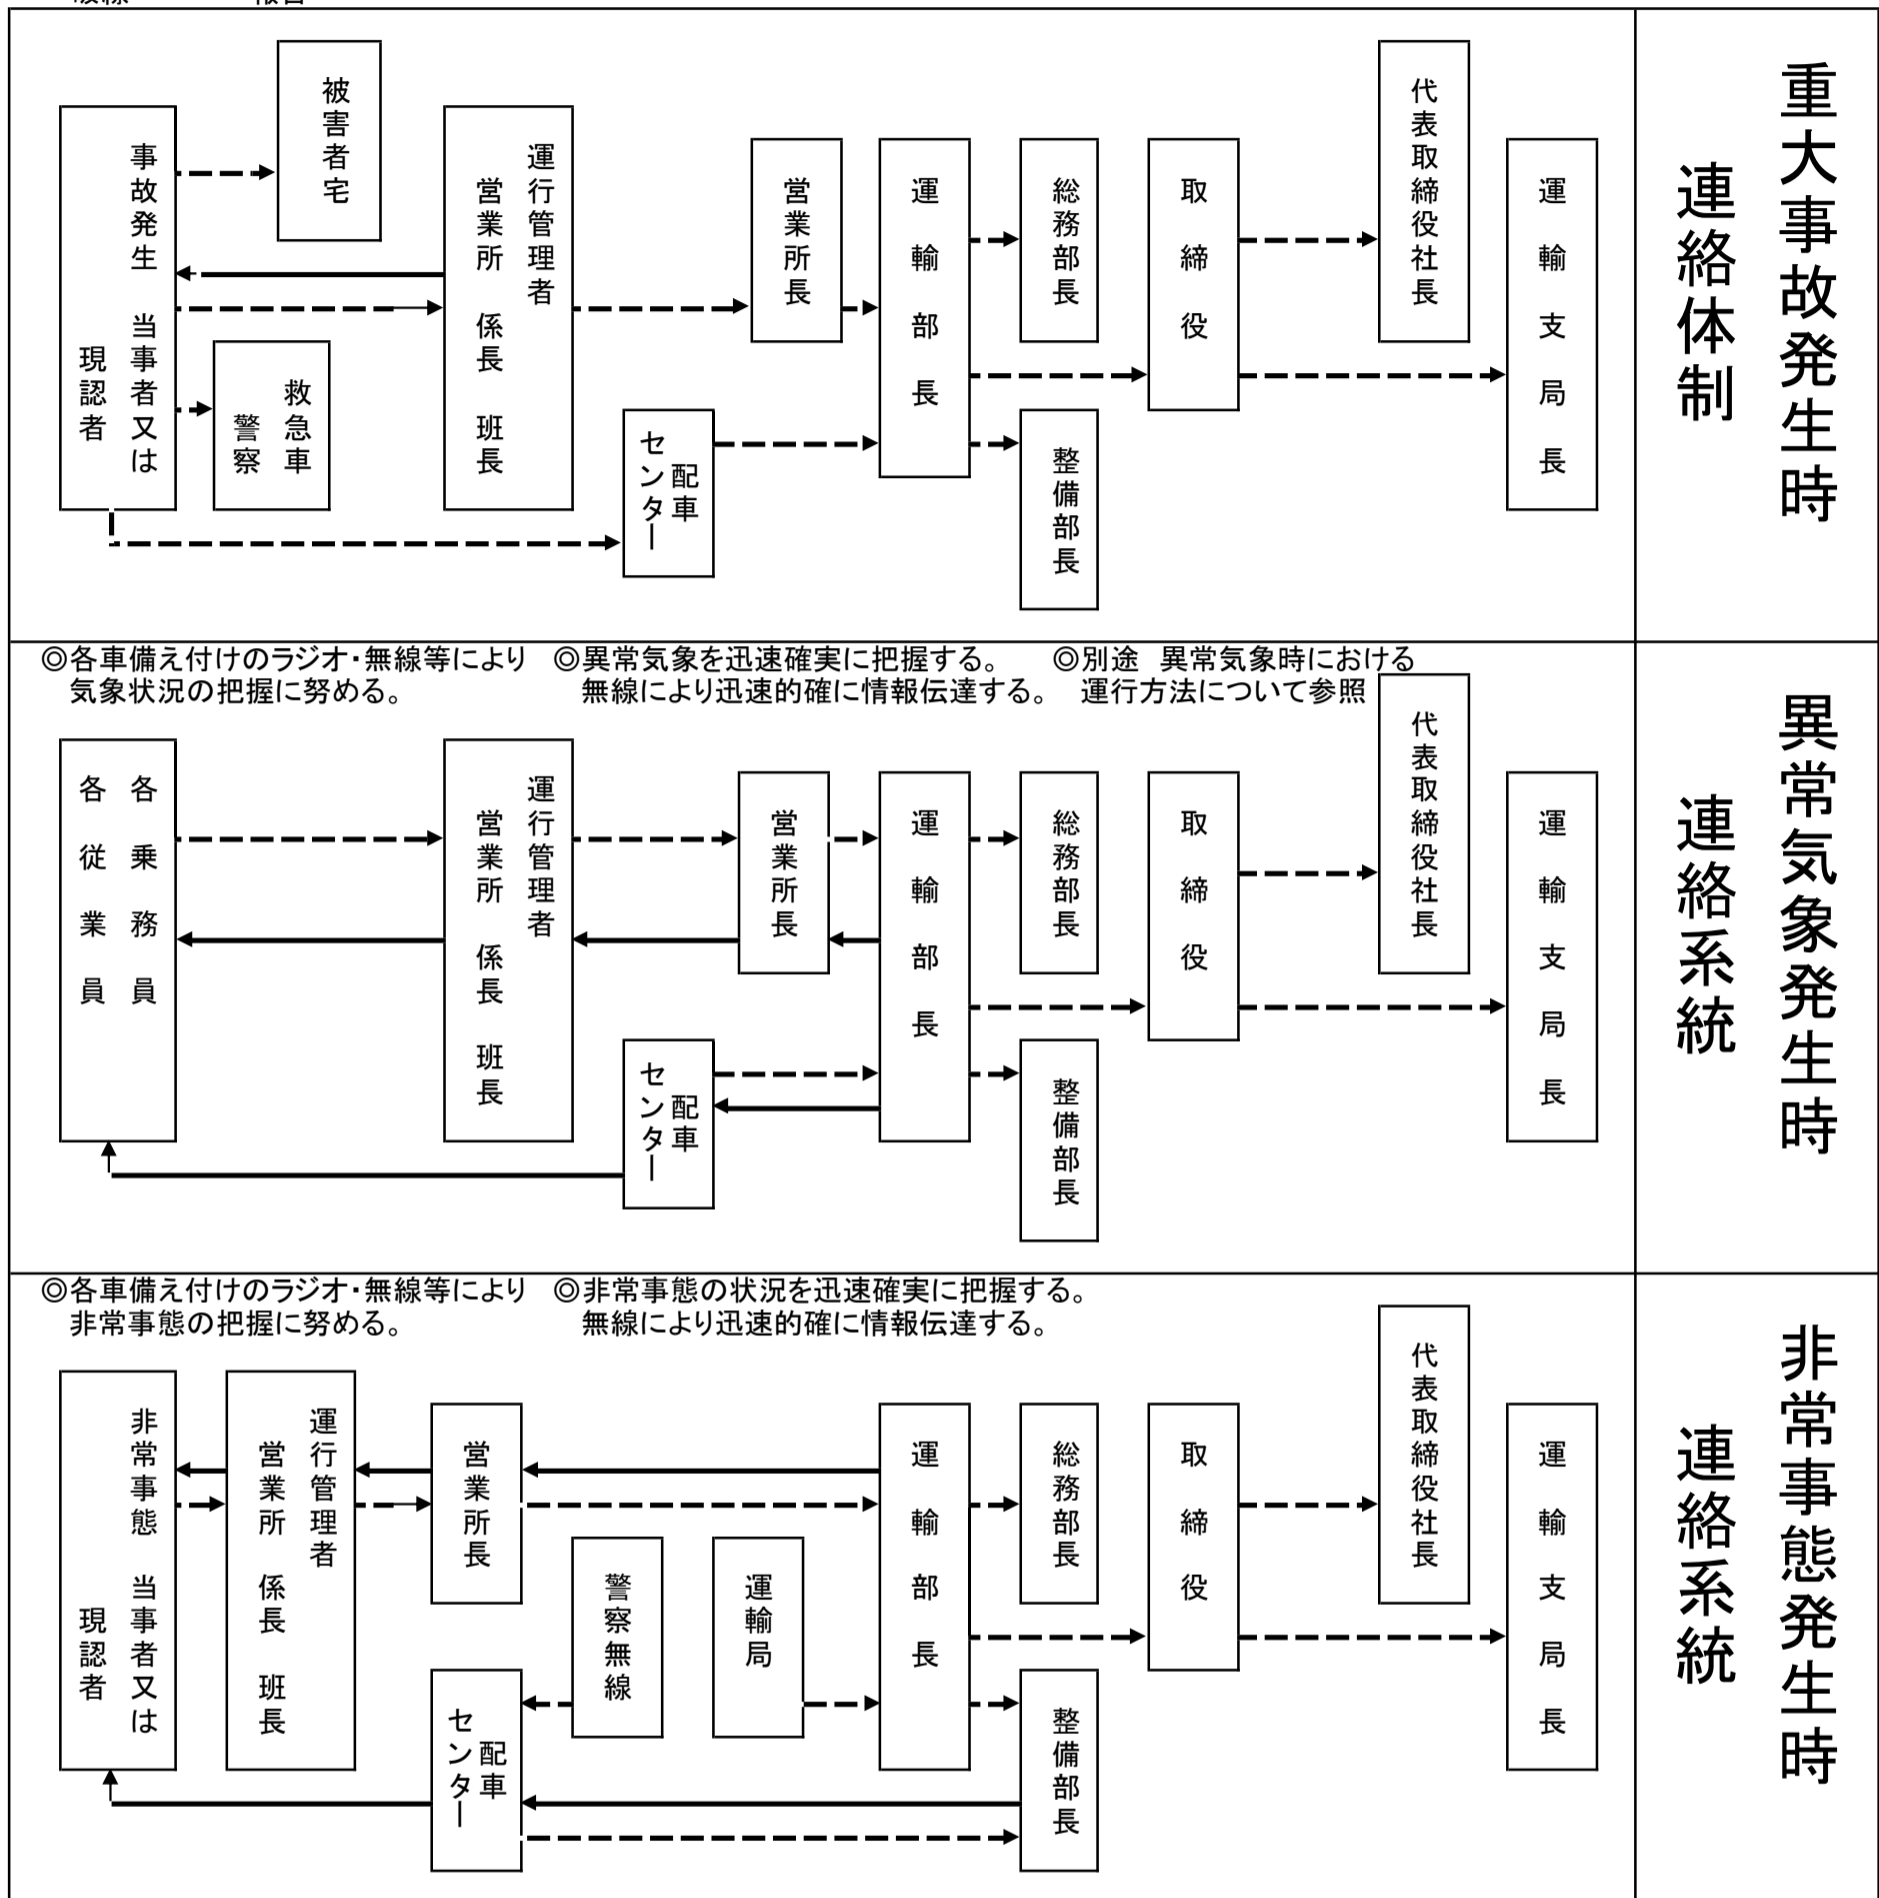 重大事故発生時
連絡体制
事故発生 当事者又は
現認者
被害者宅
救急車
警察
運行管理者
営業所 係長 班長
配車
センター
営業所長
運輸部長
総務部長
整備部長
取締役
代表取締役社長
運輸支局長
異常気象発生時
連絡系統
◎各車備え付けのラジオ・無線等により
気象状況の把握に努める。
◎異常気象を迅速確実に把握する。
無線により迅速的確に情報伝達する。
◎別途 異常気象時における
運行方法について参照
各乗務員
各従業員
運行管理者
営業所 係長 班長
配車
センター
営業所長
運輸部長
総務部長
整備部長
取締役
代表取締役社長
運輸支局長
非常事態発生時
連絡系統
◎各車備え付けのラジオ・無線等により
非常事態の把握に努める。
◎非常事態の状況を迅速確実に把握する。
無線により迅速的確に情報伝達する。
非常事態 当事者又は
現認者
運行管理者
営業所 係長 班長
営業所長
配車
センター
警察無線
運輸局
運輸部長
総務部長
整備部長
取締役
代表取締役社長
運輸支局長